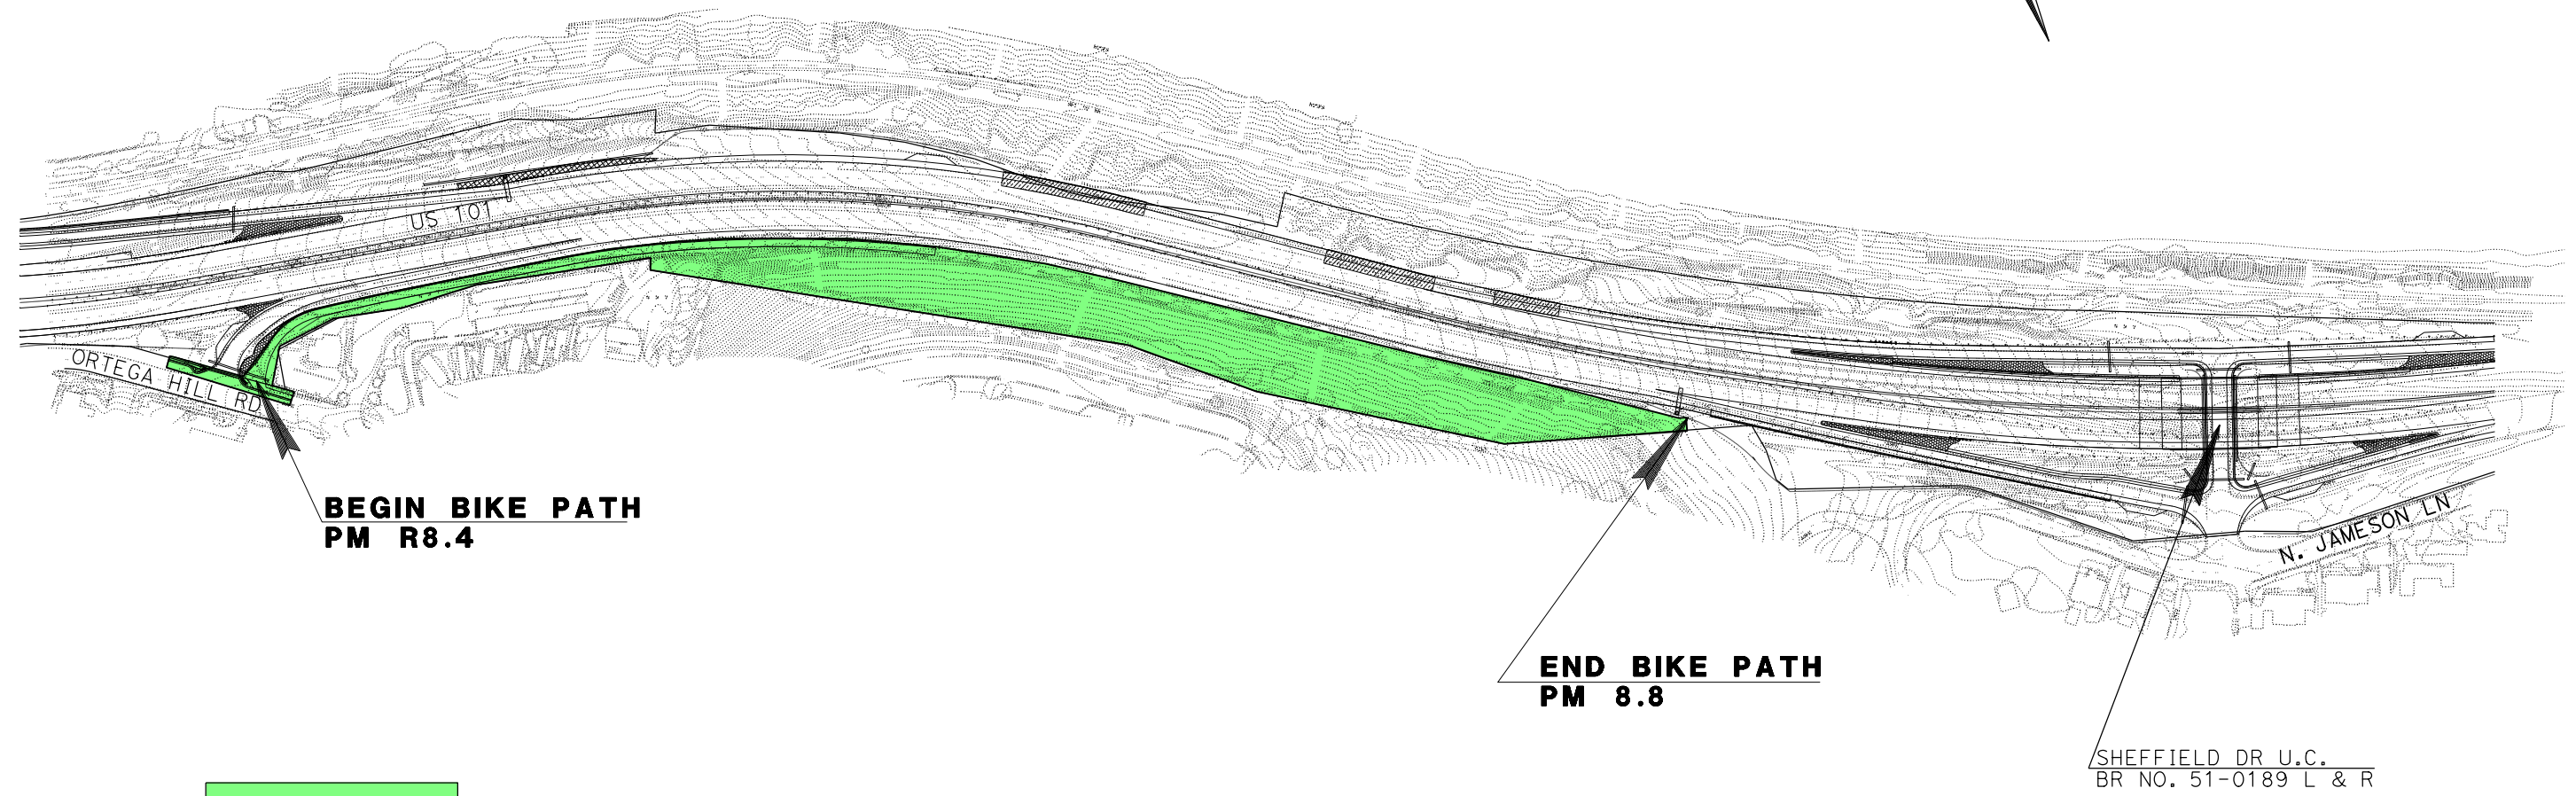 US 101
ORTEGA HILL RD
BEGIN BIKE PATH
PM R8.4
END BIKE PATH
PM 8.8
N. JAMESON LN
SHEFFIELD DR U.C.
BR NO. 51-0189 L & R